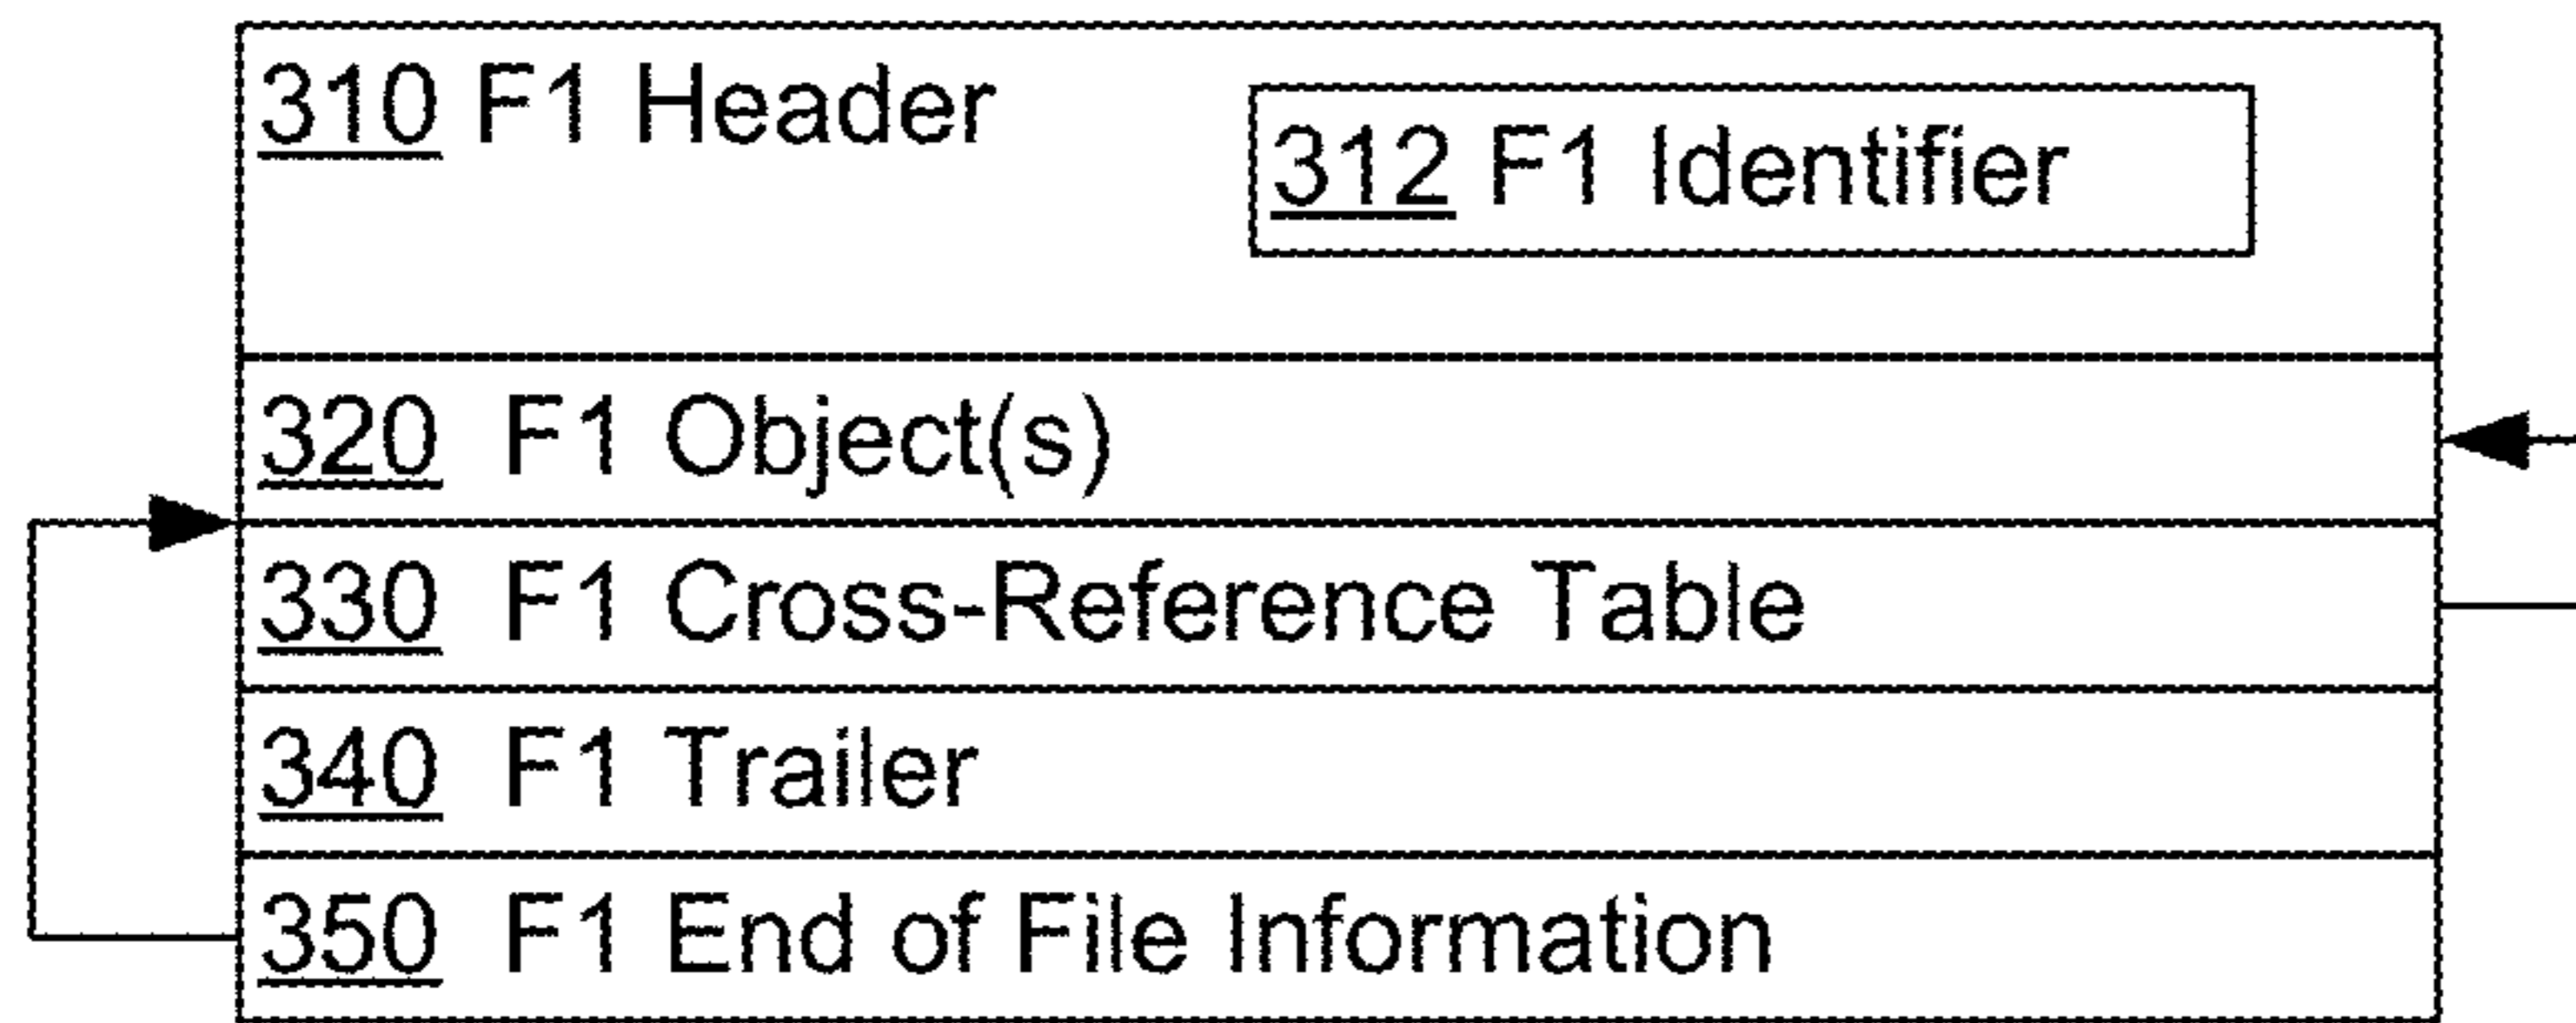 310 F1 Header
312 F1 Identifier
320 F1 Object(s)
330 F1 Cross-Reference Table
340 F1 Trailer
350 F1 End of File Information